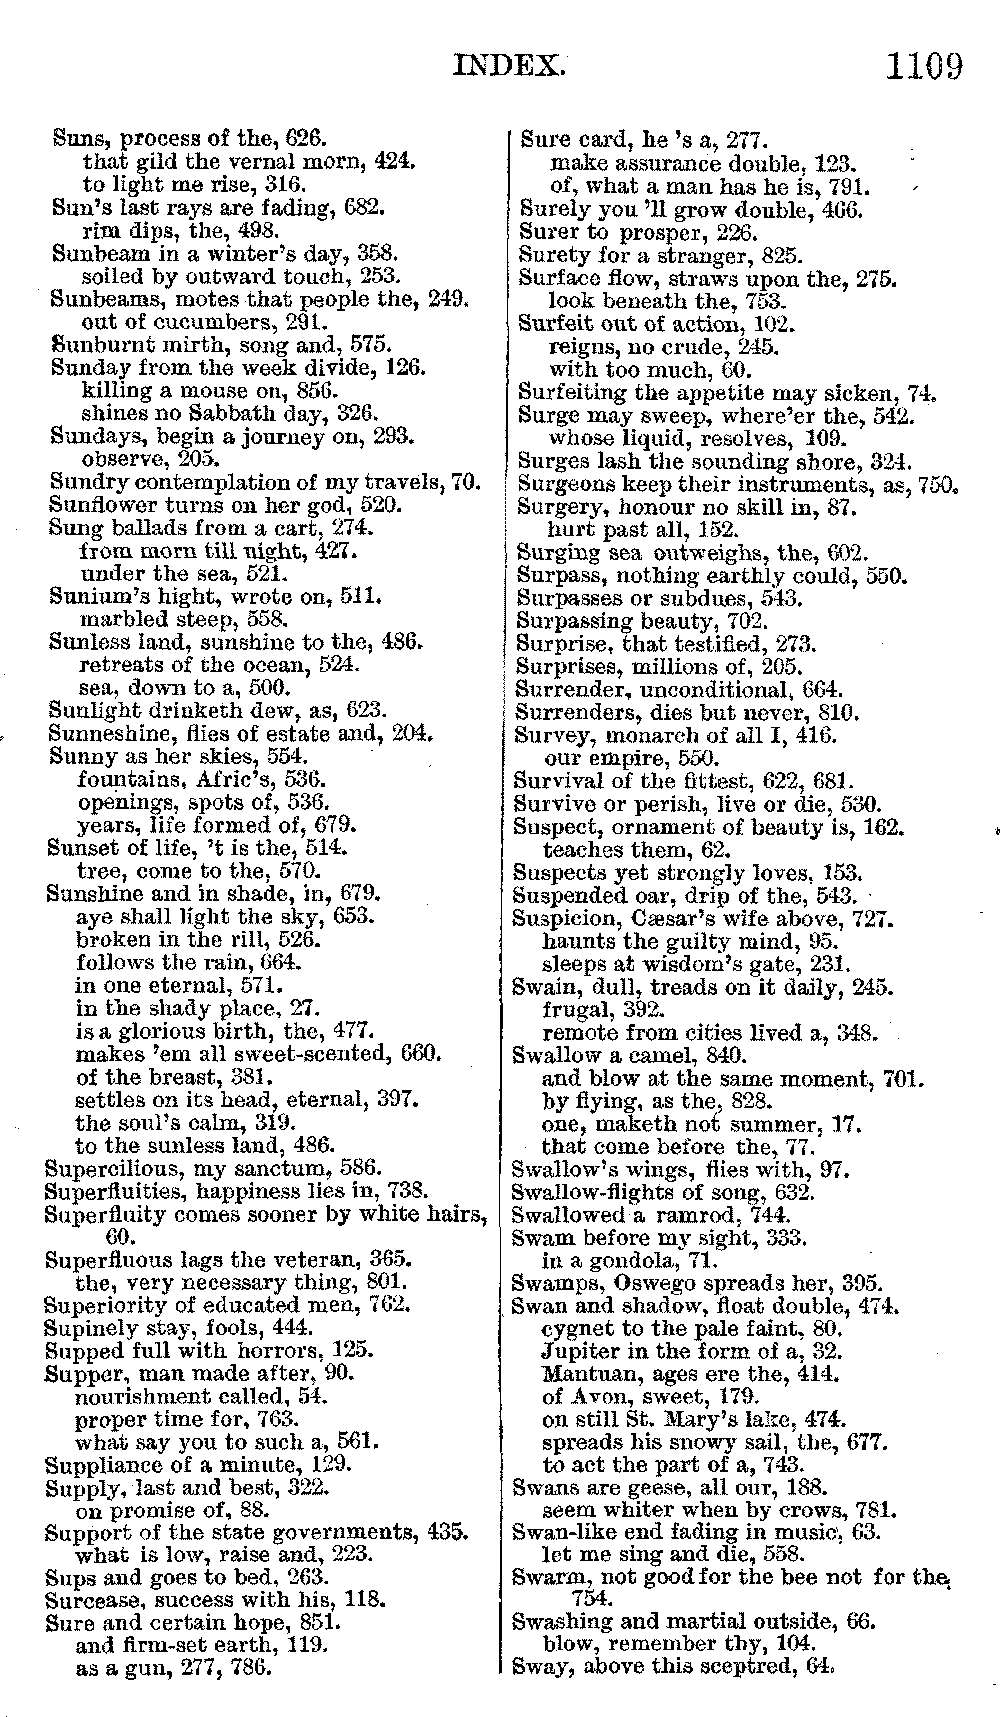 INDEX. 1109
Suns, process of the, 626.
that gild the vernal morn, 424.
to light me rise, 316.
Sun's last rays are fading, 682.
rim dips, the, 498.
Sunbeam in a winter's day, 358.
soiled by outward touch, 253.
Sunbeams, motes that people the, 249.
out of cucumbers, 291.
Sunburnt mirth, song and, 575.
Sunday from the week divide, 126.
killing a mouse on, 856.
shines no Sabbath day, 326.
Sundays, begin a journey on, 293.
observe, 205.
Sundry contemplation of my travels, 70.
Sunflower turns on her god, 520.
Sung ballads from a cart, 274.
from morn till night, 427.
under the sea, 521.
Sunium's hight, wrote on, 511.
marbled steep, 558.
Sunless land, sunshine to the, 486.
retreats of the ocean, 524.
sea, down to a, 500.
Sunlight drinketh dew, as, 623.
Sunneshine, flies of estate and, 204.
Sunny as her skies, 554.
fountains, Afric's, 536.
openings, spots of, 536.
years, life formed of, 679.
Sunset of life, 't is the, 514.
tree, come to the, 570.
Sunshine and in shade, in, 679.
aye shall light the sky, 653.
broken in the rill, 526.
follows the rain, 664.
in one eternal, 571.
in the shady place, 27.
is a glorious birth, the, 477.
makes 'em all sweet-scented, 660.
of the breast, 381.
settles on its head, eternal, 397.
the soul's calm, 319.
to the sunless land, 486.
Supercilious, my sanctum, 586.
Superfluities, happiness lies in, 738.
Superfluity comes sooner by white hairs,
60.
Superfluous lags the veteran, 365.
the, very necessary thing, 801.
Superiority of educated men, 762.
Supinely stay, fools, 444.
Supped full with horrors, 125.
Supper, man made after, 90.
nourishment called, 54.
proper time for, 763.
what say you to such a, 561.
Suppliance of a minute, 129.
Supply, last and best, 322.
on promise of, 88.
Support of the state governments, 435.
what is low, raise and, 223.
Sups and goes to bed, 263.
Surcease, success with his, 118.
Sure and certain hope, 851.
and firm-set earth, 119.
as a gun, 277, 786.
Sure card, he 's a, 277.
make assurance double, 123.
of, what a man has he is, 791.
Surely you 'll grow double, 466.
Surer to prosper, 226.
Surety for a stranger, 825.
Surface flow, straws upon the, 275.
look beneath the, 753.
Surfeit out of action, 102.
reigns, no crude, 245.
with too much, 60.
Surfeiting the appetite may sicken, 74.
Surge may sweep, where'er the, 542.
whose liquid, resolves, 109.
Surges lash the sounding shore, 324.
Surgeons keep their instruments, as, 750.
Surgery, honour no skill in, 87.
hurt past all, 152.
Surging sea outweighs, the, 602.
Surpass, nothing earthly could, 550.
Surpasses or subdues, 543.
Surpassing beauty, 702.
Surprise, that testified, 273.
Surprises, millions of, 205.
Surrender, unconditional, 664.
Surrenders, dies but never, 810.
Survey, monarch of all I, 416.
our empire, 550.
Survival of the fittest, 622, 681.
Survive or perish, live or die, 530.
Suspect, ornament of beauty is, 162.
teaches them, 62.
Suspects yet strongly loves, 153.
Suspended oar, drip of the, 543.
Suspicion, Cæsar's wife above, 727.
haunts the guilty mind, 95.
sleeps at wisdom's gate, 231.
Swain, dull, treads on it daily, 245.
frugal, 392.
remote from cities lived a, 348.
Swallow a camel, 840.
and blow at the same moment, 701.
by flying, as the, 828.
one, maketh not summer, 17.
that come before the, 77.
Swallow's wings, flies with, 97.
Swallow-flights of song, 632.
Swallowed a ramrod, 744.
Swam before my sight, 333.
in a gondola, 71.
Swamps, Oswego spreads her, 395.
Swan and shadow, float double, 474.
cygnet to the pale faint, 80.
Jupiter in the form of a, 32.
Mantuan, ages ere the, 414.
of Avon, sweet, 179.
on still St. Mary's lake, 474.
spreads his snowy sail, the, 677.
to act the part of a, 743.
Swans are geese, all our, 188.
seem whiter when by crows, 781.
Swan-like end fading in music, 63.
let me sing and die, 558.
Swarm, not good for the bee not for the,
754.
Swashing and martial outside, 66.
blow, remember thy, 104.
Sway, above this sceptred, 64.